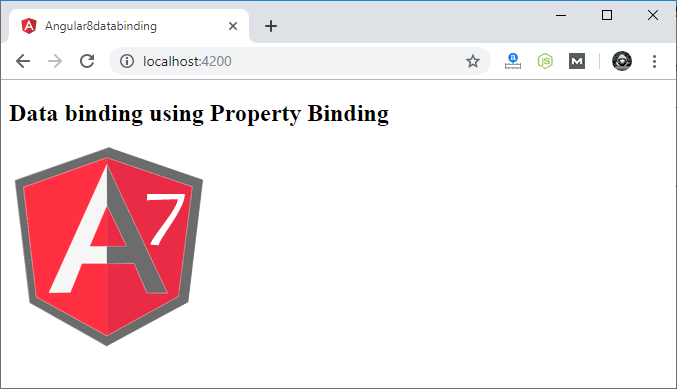 Angular8databinding
localhost:4200
Data binding using Property Binding
A7